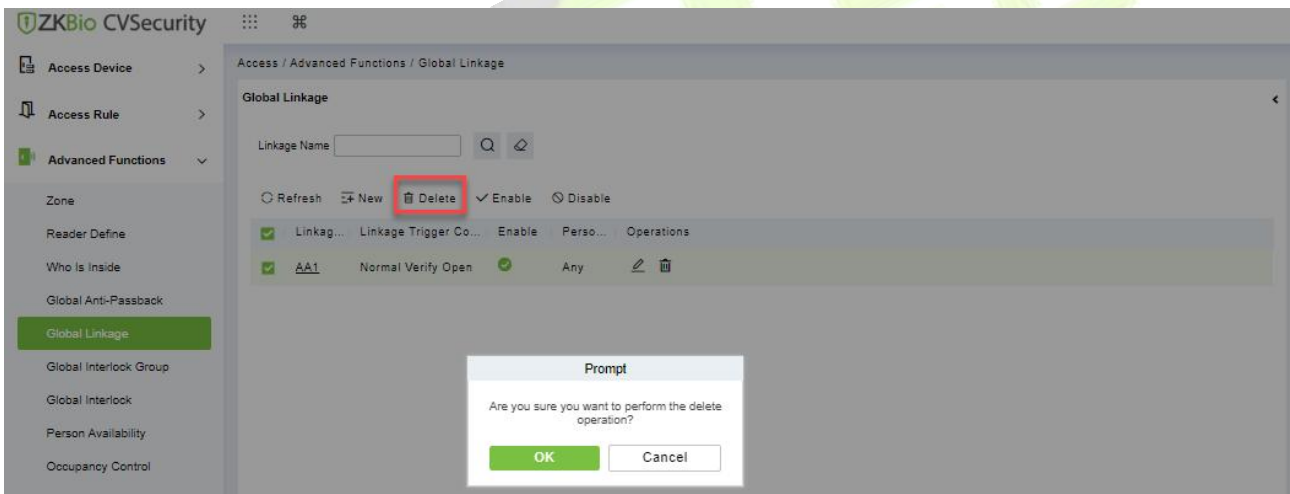 ZKBio CVSecurity
Access Device
Access / Advanced Functions / Global Linkage
Access Rule
Global Linkage
Advanced Functions
Linkage Name
Zone
Refresh New Delete Enable Disable
Reader Define
Linkag... Linkage Trigger Co... Enable Perso... Operations
Who Is Inside
AA1 Normal Verify Open Any
Global Anti-Passback
Global Linkage
Global Interlock Group
Global Interlock
Person Availability
Occupancy Control
Prompt
Are you sure you want to perform the delete
operation?
OK Cancel